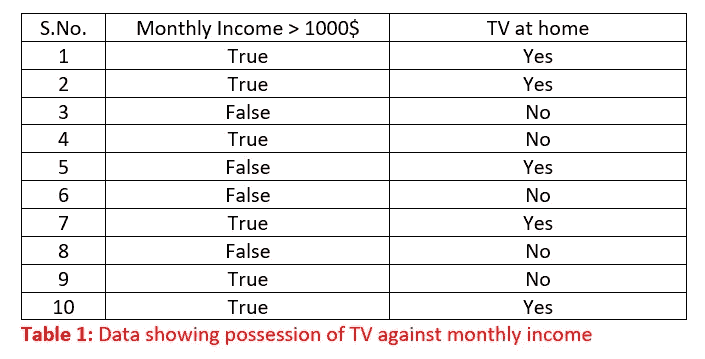 S.No. Monthly Income > 1000$ TV at home
1 True Yes
2 True Yes
3 False No
4 True No
5 False Yes
6 False No
7 True Yes
8 False No
9 True No
10 True Yes
Table 1: Data showing possession of TV against monthly income